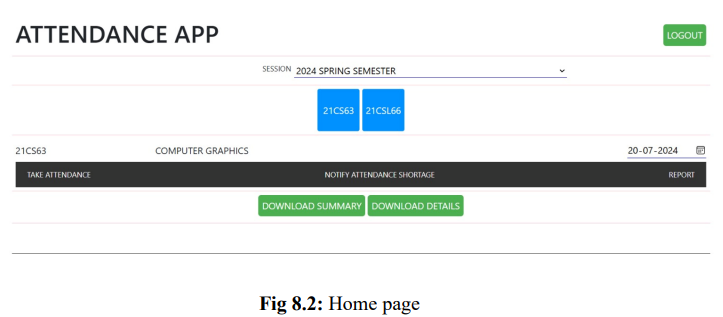 ATTENDANCE APP LOGOUT
SESSION 2024 SPRING SEMESTER
21CS63 21CSL66
21CS63 COMPUTER GRAPHICS 20-07-2024
TAKE ATTENDANCE NOTIFY ATTENDANCE SHORTAGE REPORT
DOWNLOAD SUMMARY DOWNLOAD DETAILS
Fig 8.2: Home page